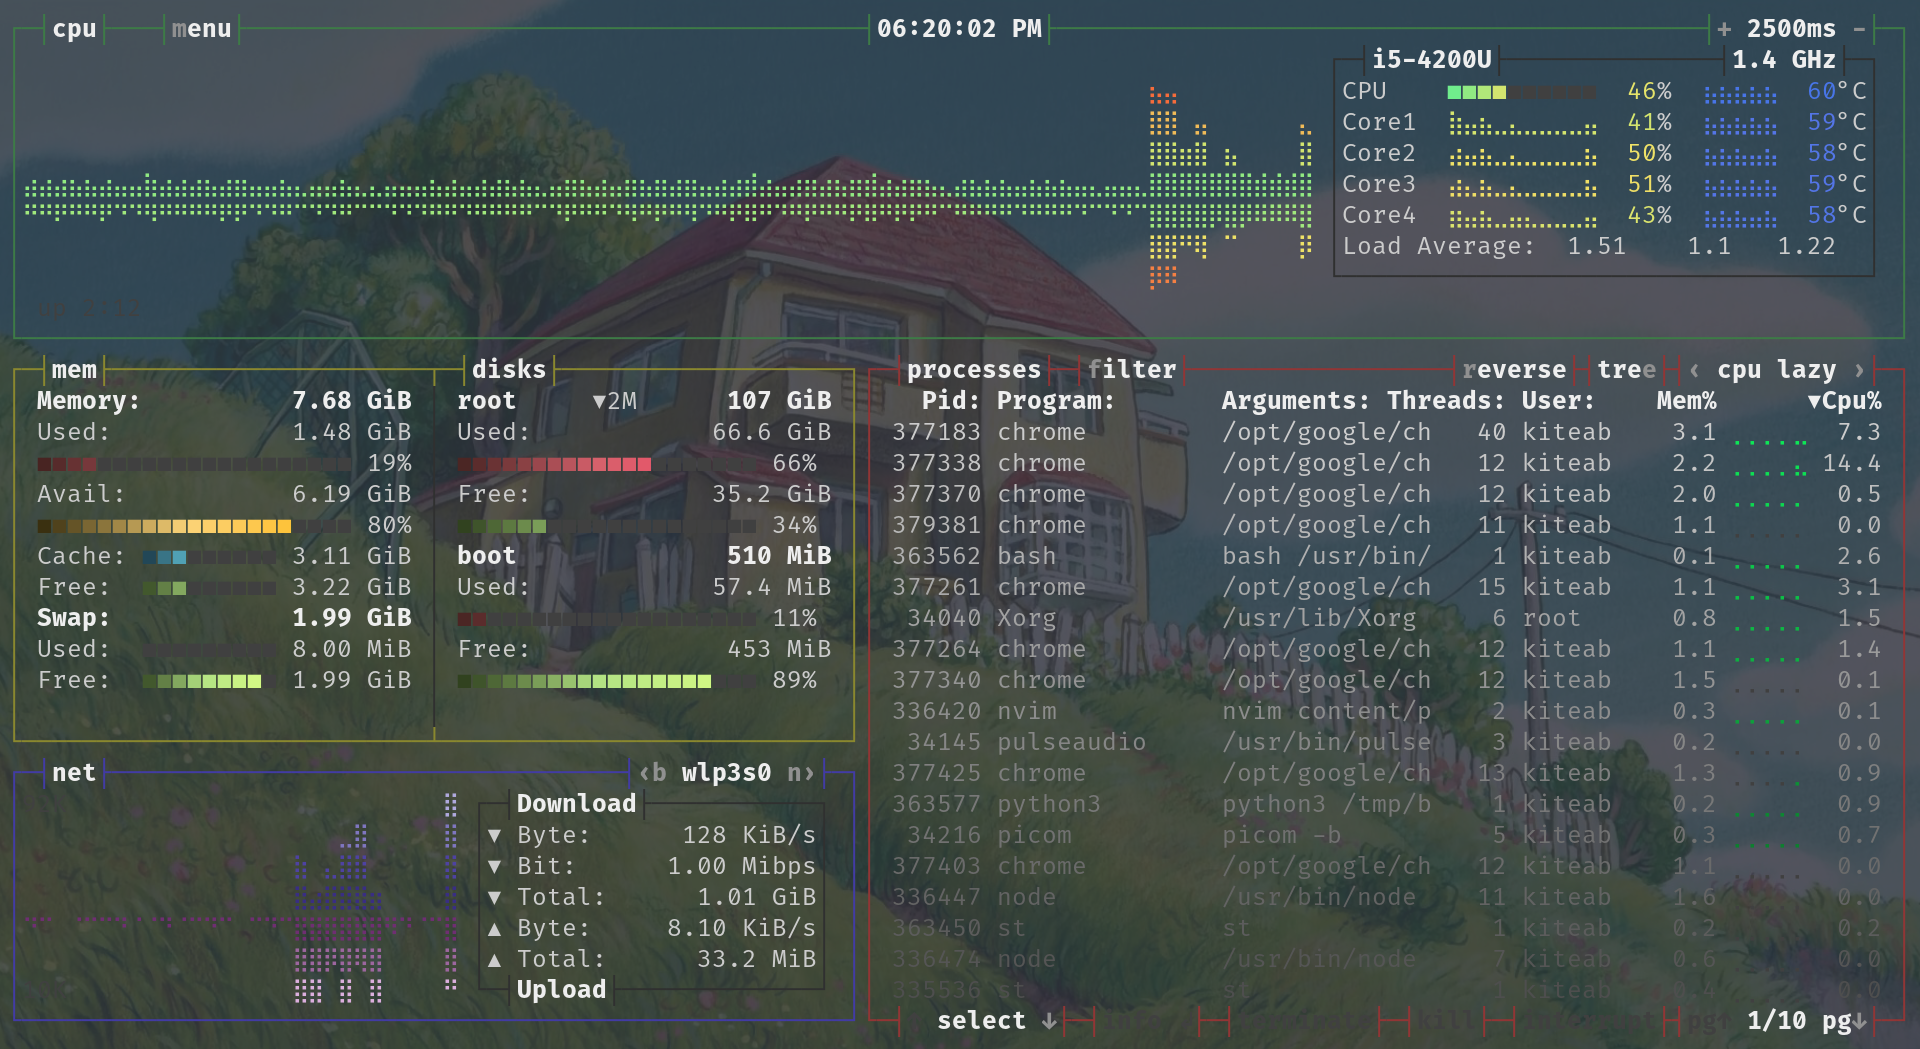 cpu menu 06:20:02 PM + 2500ms -
i5-4200U 1.4 GHz
CPU 46% 60°C
Core1 41% 59°C
Core2 50% 58°C
Core3 51% 59°C
Core4 43% 58°C
Load Average: 1.51 1.1 1.22
up 2:12
mem
Memory: 7.68 GiB
Used: 1.48 GiB
19%
Avail: 6.19 GiB
80%
Cache: 3.11 GiB
Free: 3.22 GiB
Swap: 1.99 GiB
Used: 8.00 MiB
Free: 1.99 GiB
disks
root ▼2M 107 GiB
Used: 66.6 GiB
66%
Free: 35.2 GiB
34%
boot 510 MiB
Used: 57.4 MiB
11%
Free: 453 MiB
89%
net ‹b wlp3s0 n›
Download
▼ Byte: 128 KiB/s
▼ Bit: 1.00 Mibps
▼ Total: 1.01 GiB
▲ Byte: 8.10 KiB/s
▲ Total: 33.2 MiB
Upload
processes filter reverse tree ‹ cpu lazy ›
Pid: Program: Arguments: Threads: User: Mem% ▼Cpu%
377183 chrome /opt/google/ch 40 kiteab 3.1 7.3
377338 chrome /opt/google/ch 12 kiteab 2.2 14.4
377370 chrome /opt/google/ch 12 kiteab 2.0 0.5
379381 chrome /opt/google/ch 11 kiteab 1.1 0.0
363562 bash bash /usr/bin/ 1 kiteab 0.1 2.6
377261 chrome /opt/google/ch 15 kiteab 1.1 3.1
34040 Xorg /usr/lib/Xorg 6 root 0.8 1.5
377264 chrome /opt/google/ch 12 kiteab 1.1 1.4
377340 chrome /opt/google/ch 12 kiteab 1.5 0.1
336420 nvim nvim content/p 2 kiteab 0.3 0.1
34145 pulseaudio /usr/bin/pulse 3 kiteab 0.2 0.0
377425 chrome /opt/google/ch 13 kiteab 1.3 0.9
363577 python3 python3 /tmp/b 1 kiteab 0.2 0.9
34216 picom picom -b 5 kiteab 0.3 0.7
377403 chrome /opt/google/ch 12 kiteab 1.1 0.0
336447 node /usr/bin/node 11 kiteab 1.6 0.0
363450 st st 1 kiteab 0.2 0.2
336474 node /usr/bin/node 7 kiteab 0.6 0.0
335536 st st 1 kiteab 0.4 0.0
select ↓ kill pg↑ 1/10 pg↓